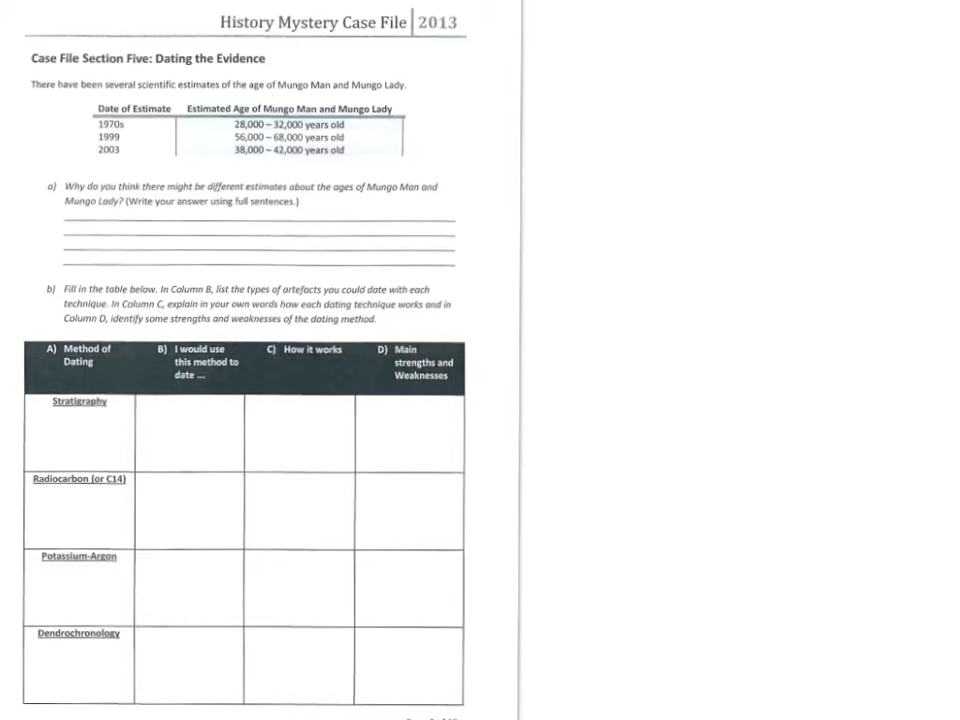 History Mystery Case File 2013
Case File Section Five: Dating the Evidence
There have been several scientific estimates of the age of Mungo Man and Mungo Lady.
Date of Estimate Estimated Age of Mungo Man and Mungo Lady
1970s 28,000 – 32,000 years old
1999 56,000 – 68,000 years old
2003 38,000 – 42,000 years old
a) Why do you think there might be different estimates about the ages of Mungo Man and
Mungo Lady? (Write your answer using full sentences.)
b) Fill in the table below. In Column B, list the types of artefacts you could date with each
technique. In Column C, explain in your own words how each dating technique works and in
Column D, identify some strengths and weaknesses of the dating method.
A) Method of Dating
B) I would use this method to date ...
C) How it works
D) Main strengths and Weaknesses
Stratigraphy
Radiocarbon (or C14)
Potassium-Argon
Dendrochronology